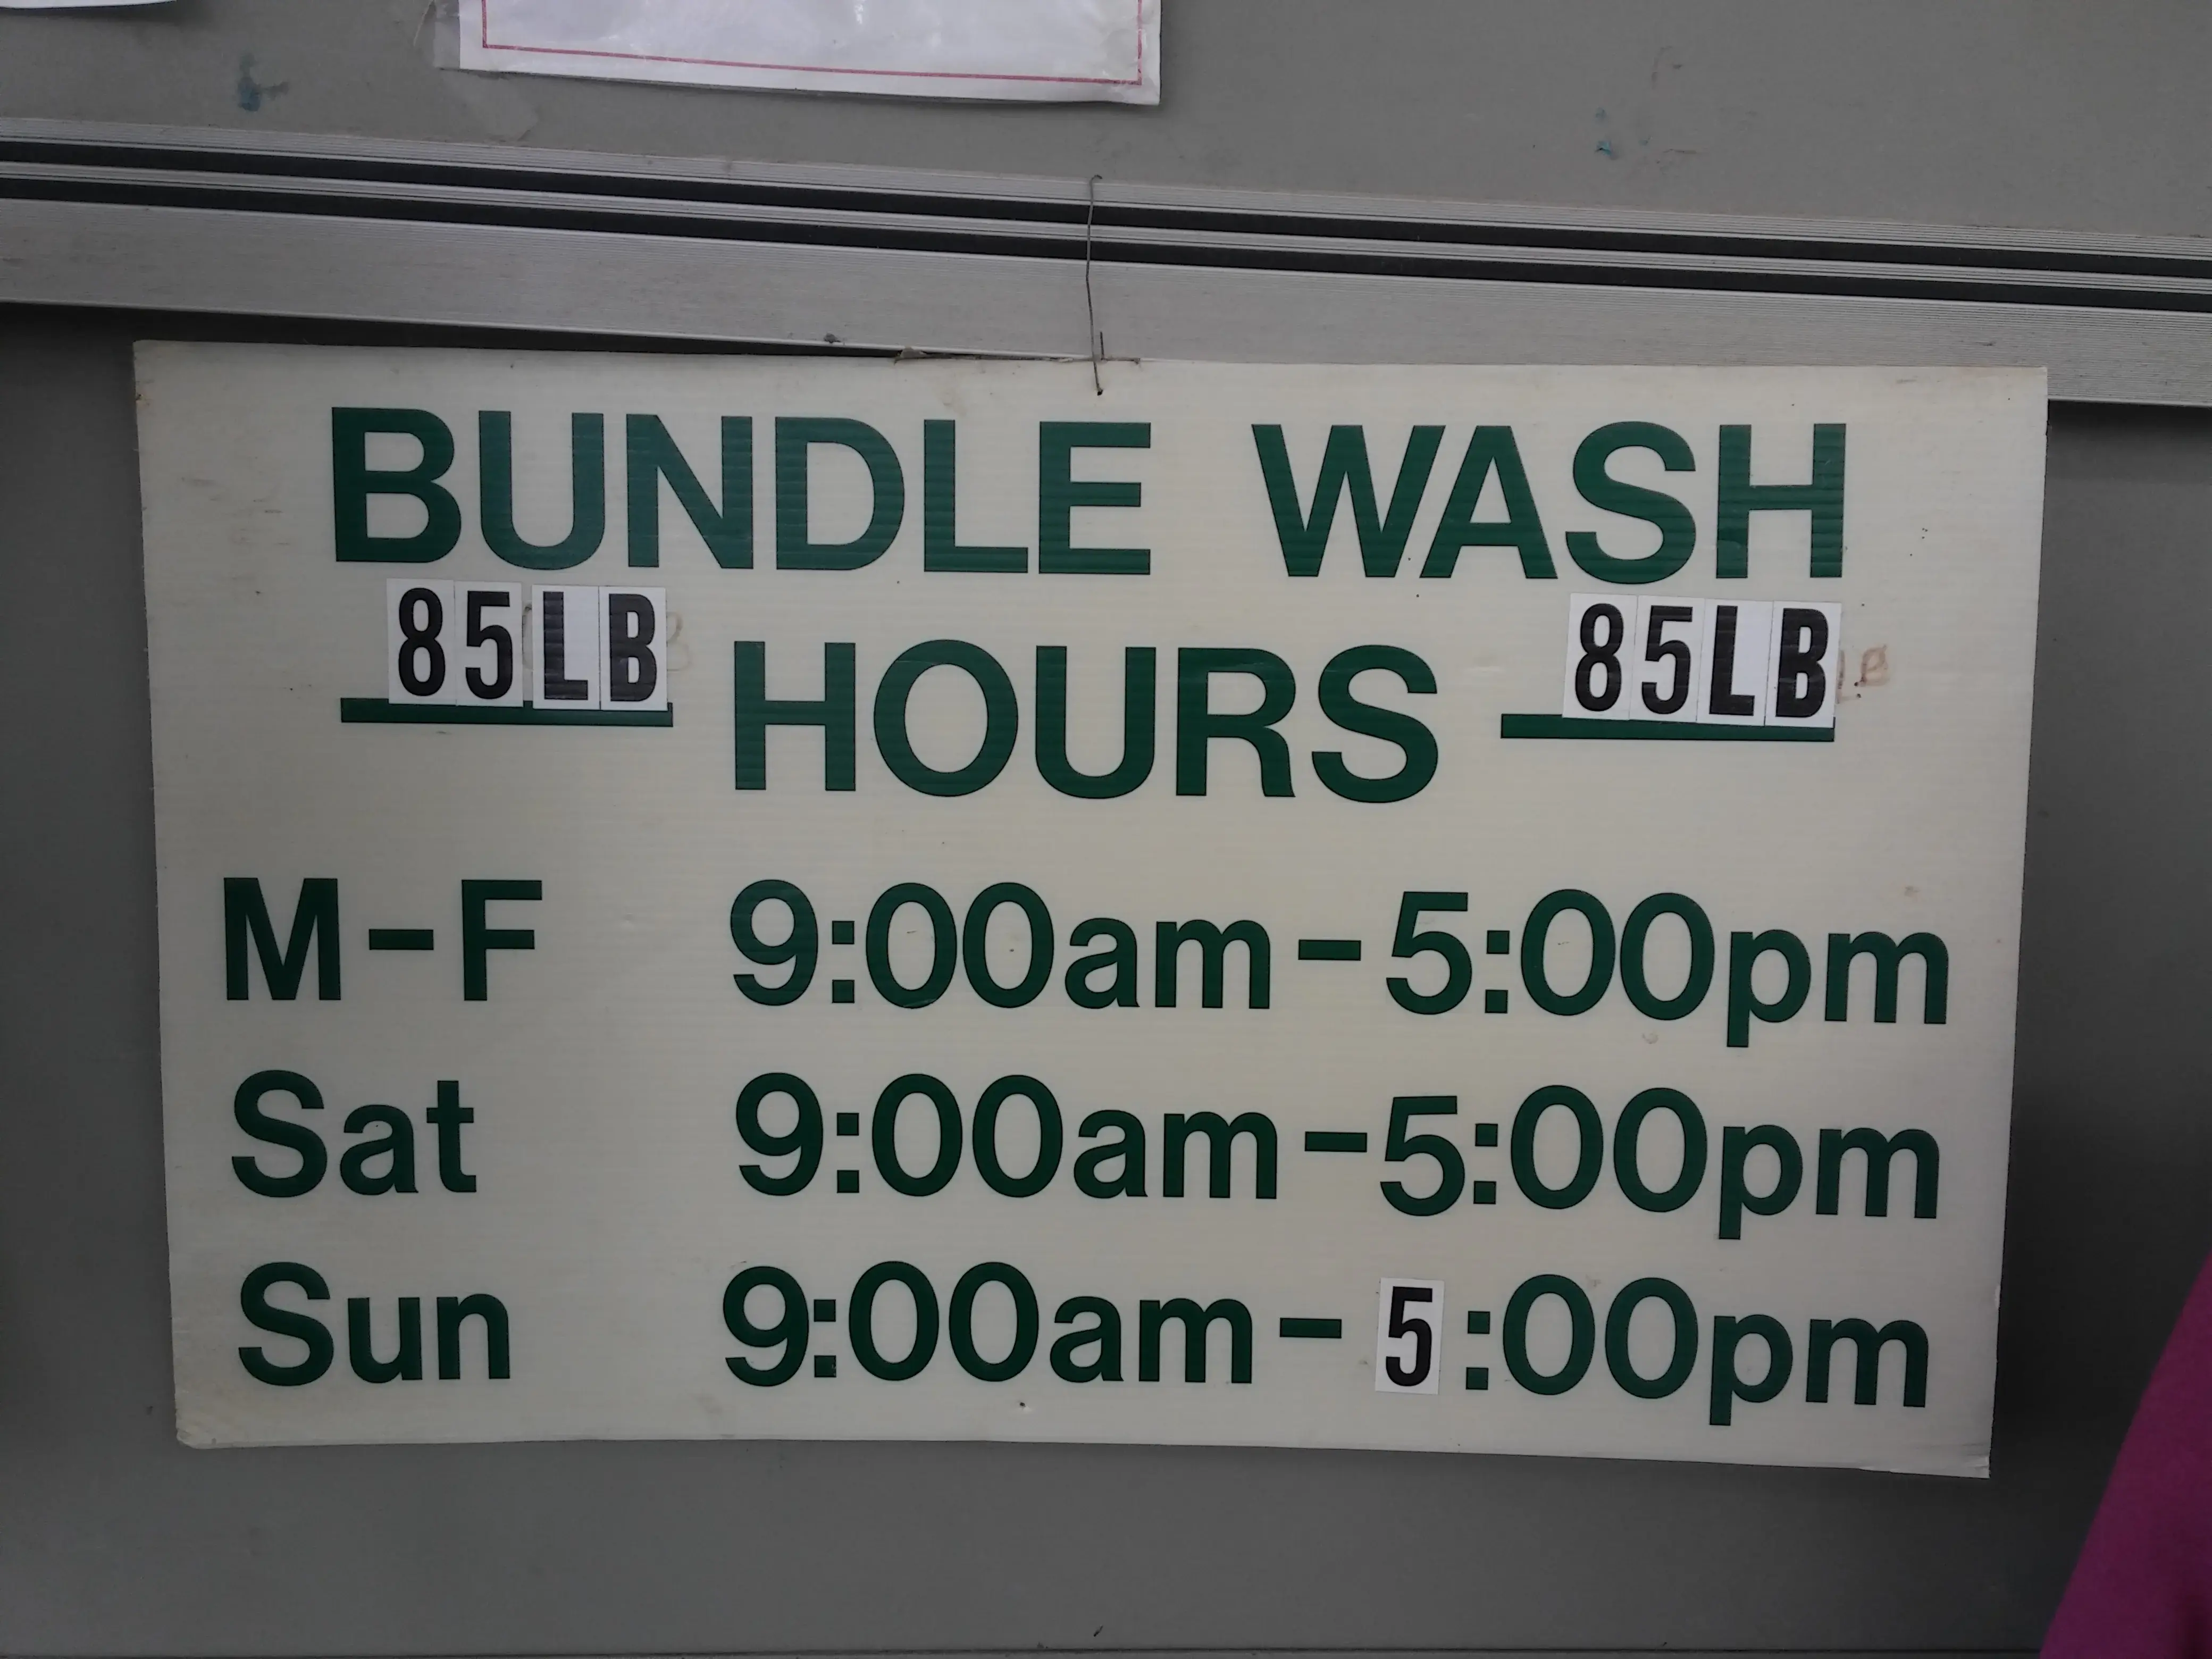 BUNDLE WASH
85LB HOURS 85LB
M-F 9:00am-5:00pm
Sat 9:00am-5:00pm
Sun 9:00am-5:00pm